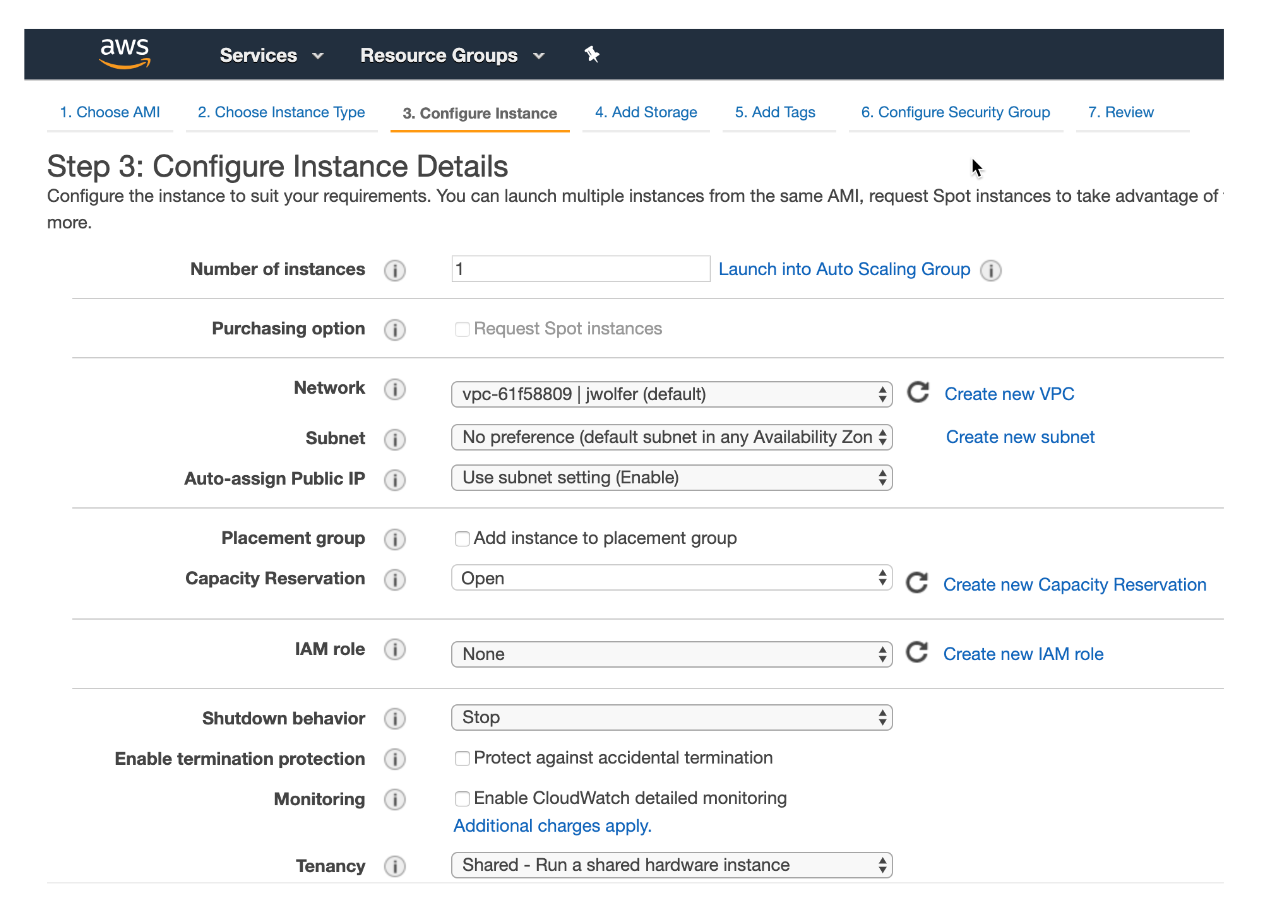 aws Services Resource Groups
1. Choose AMI 2. Choose Instance Type 3. Configure Instance 4. Add Storage 5. Add Tags 6. Configure Security Group 7. Review
Step 3: Configure Instance Details
Configure the instance to suit your requirements. You can launch multiple instances from the same AMI, request Spot instances to take advantage of
more.
Number of instances i 1 Launch into Auto Scaling Group i
Purchasing option i Request Spot instances
Network i vpc-61f58809 | jwolfer (default) Create new VPC
Subnet i No preference (default subnet in any Availability Zon Create new subnet
Auto-assign Public IP i Use subnet setting (Enable)
Placement group i Add instance to placement group
Capacity Reservation i Open Create new Capacity Reservation
IAM role i None Create new IAM role
Shutdown behavior i Stop
Enable termination protection i Protect against accidental termination
Monitoring i Enable CloudWatch detailed monitoring
Additional charges apply.
Tenancy i Shared - Run a shared hardware instance